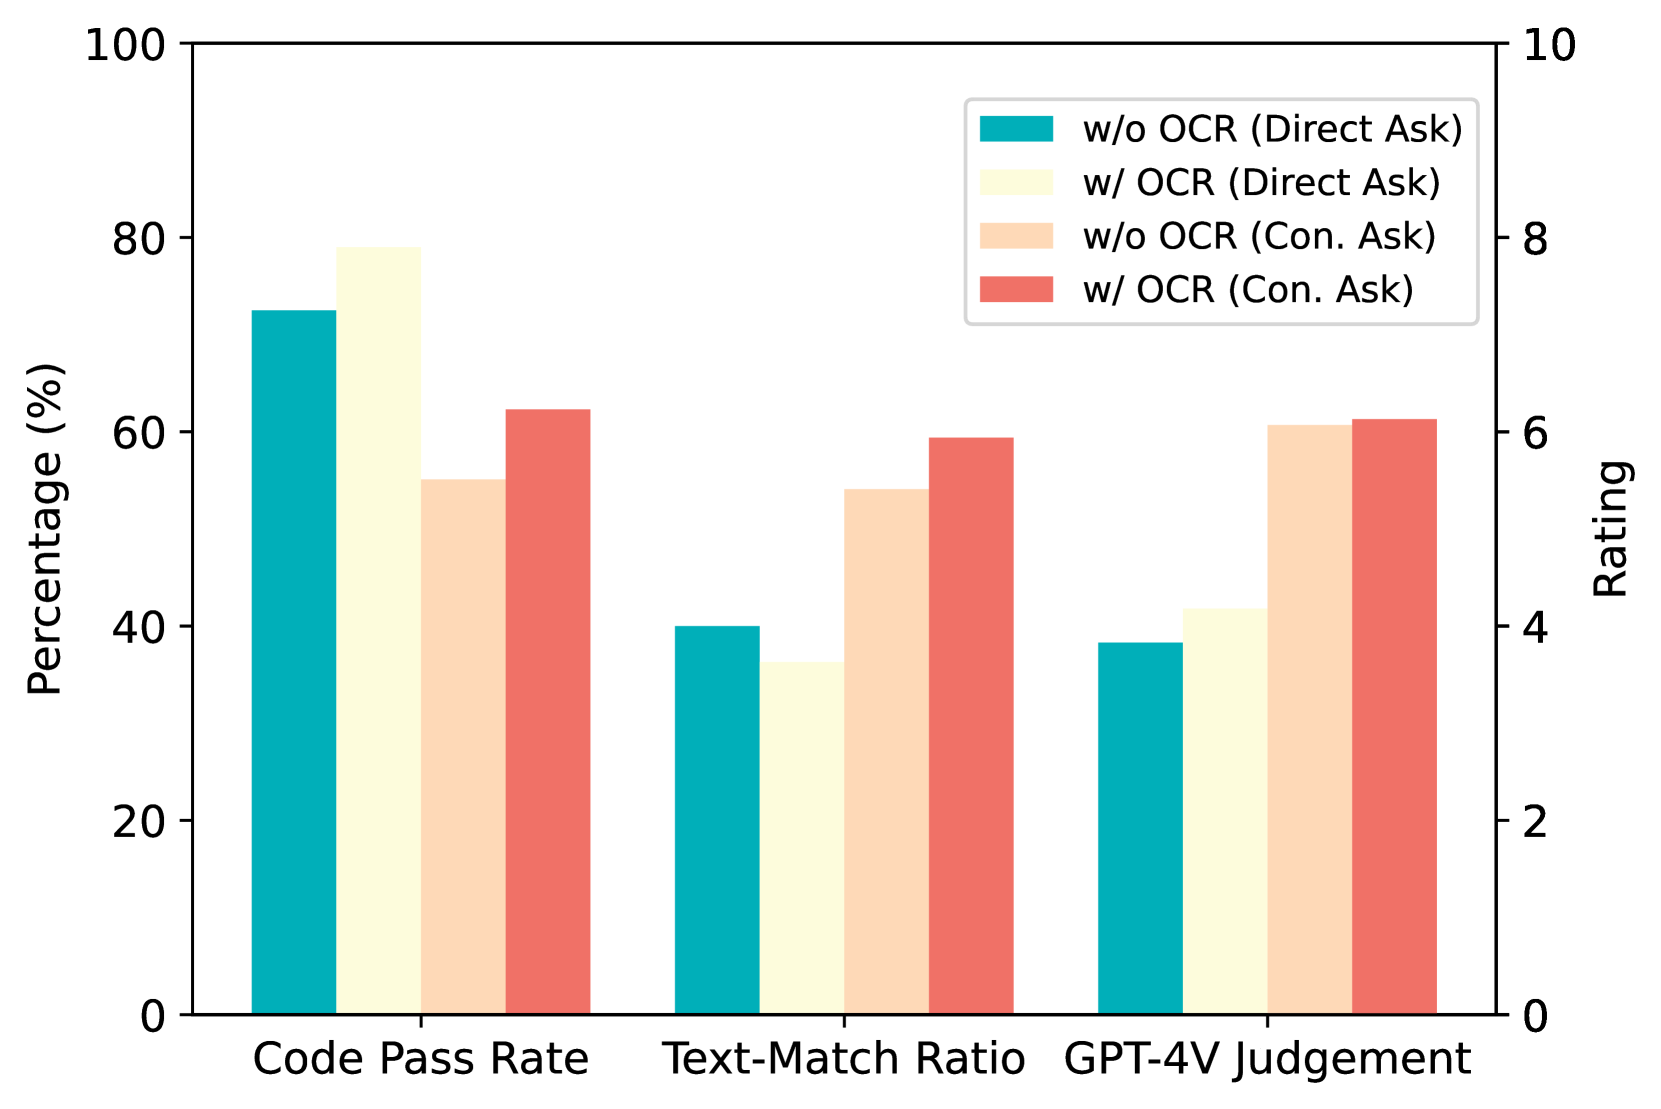 100
80
60
40
20
0
Percentage (%)
10
8
6
4
2
0
Rating
w/o OCR (Direct Ask)
w/ OCR (Direct Ask)
w/o OCR (Con. Ask)
w/ OCR (Con. Ask)
Code Pass Rate
Text-Match Ratio
GPT-4V Judgement